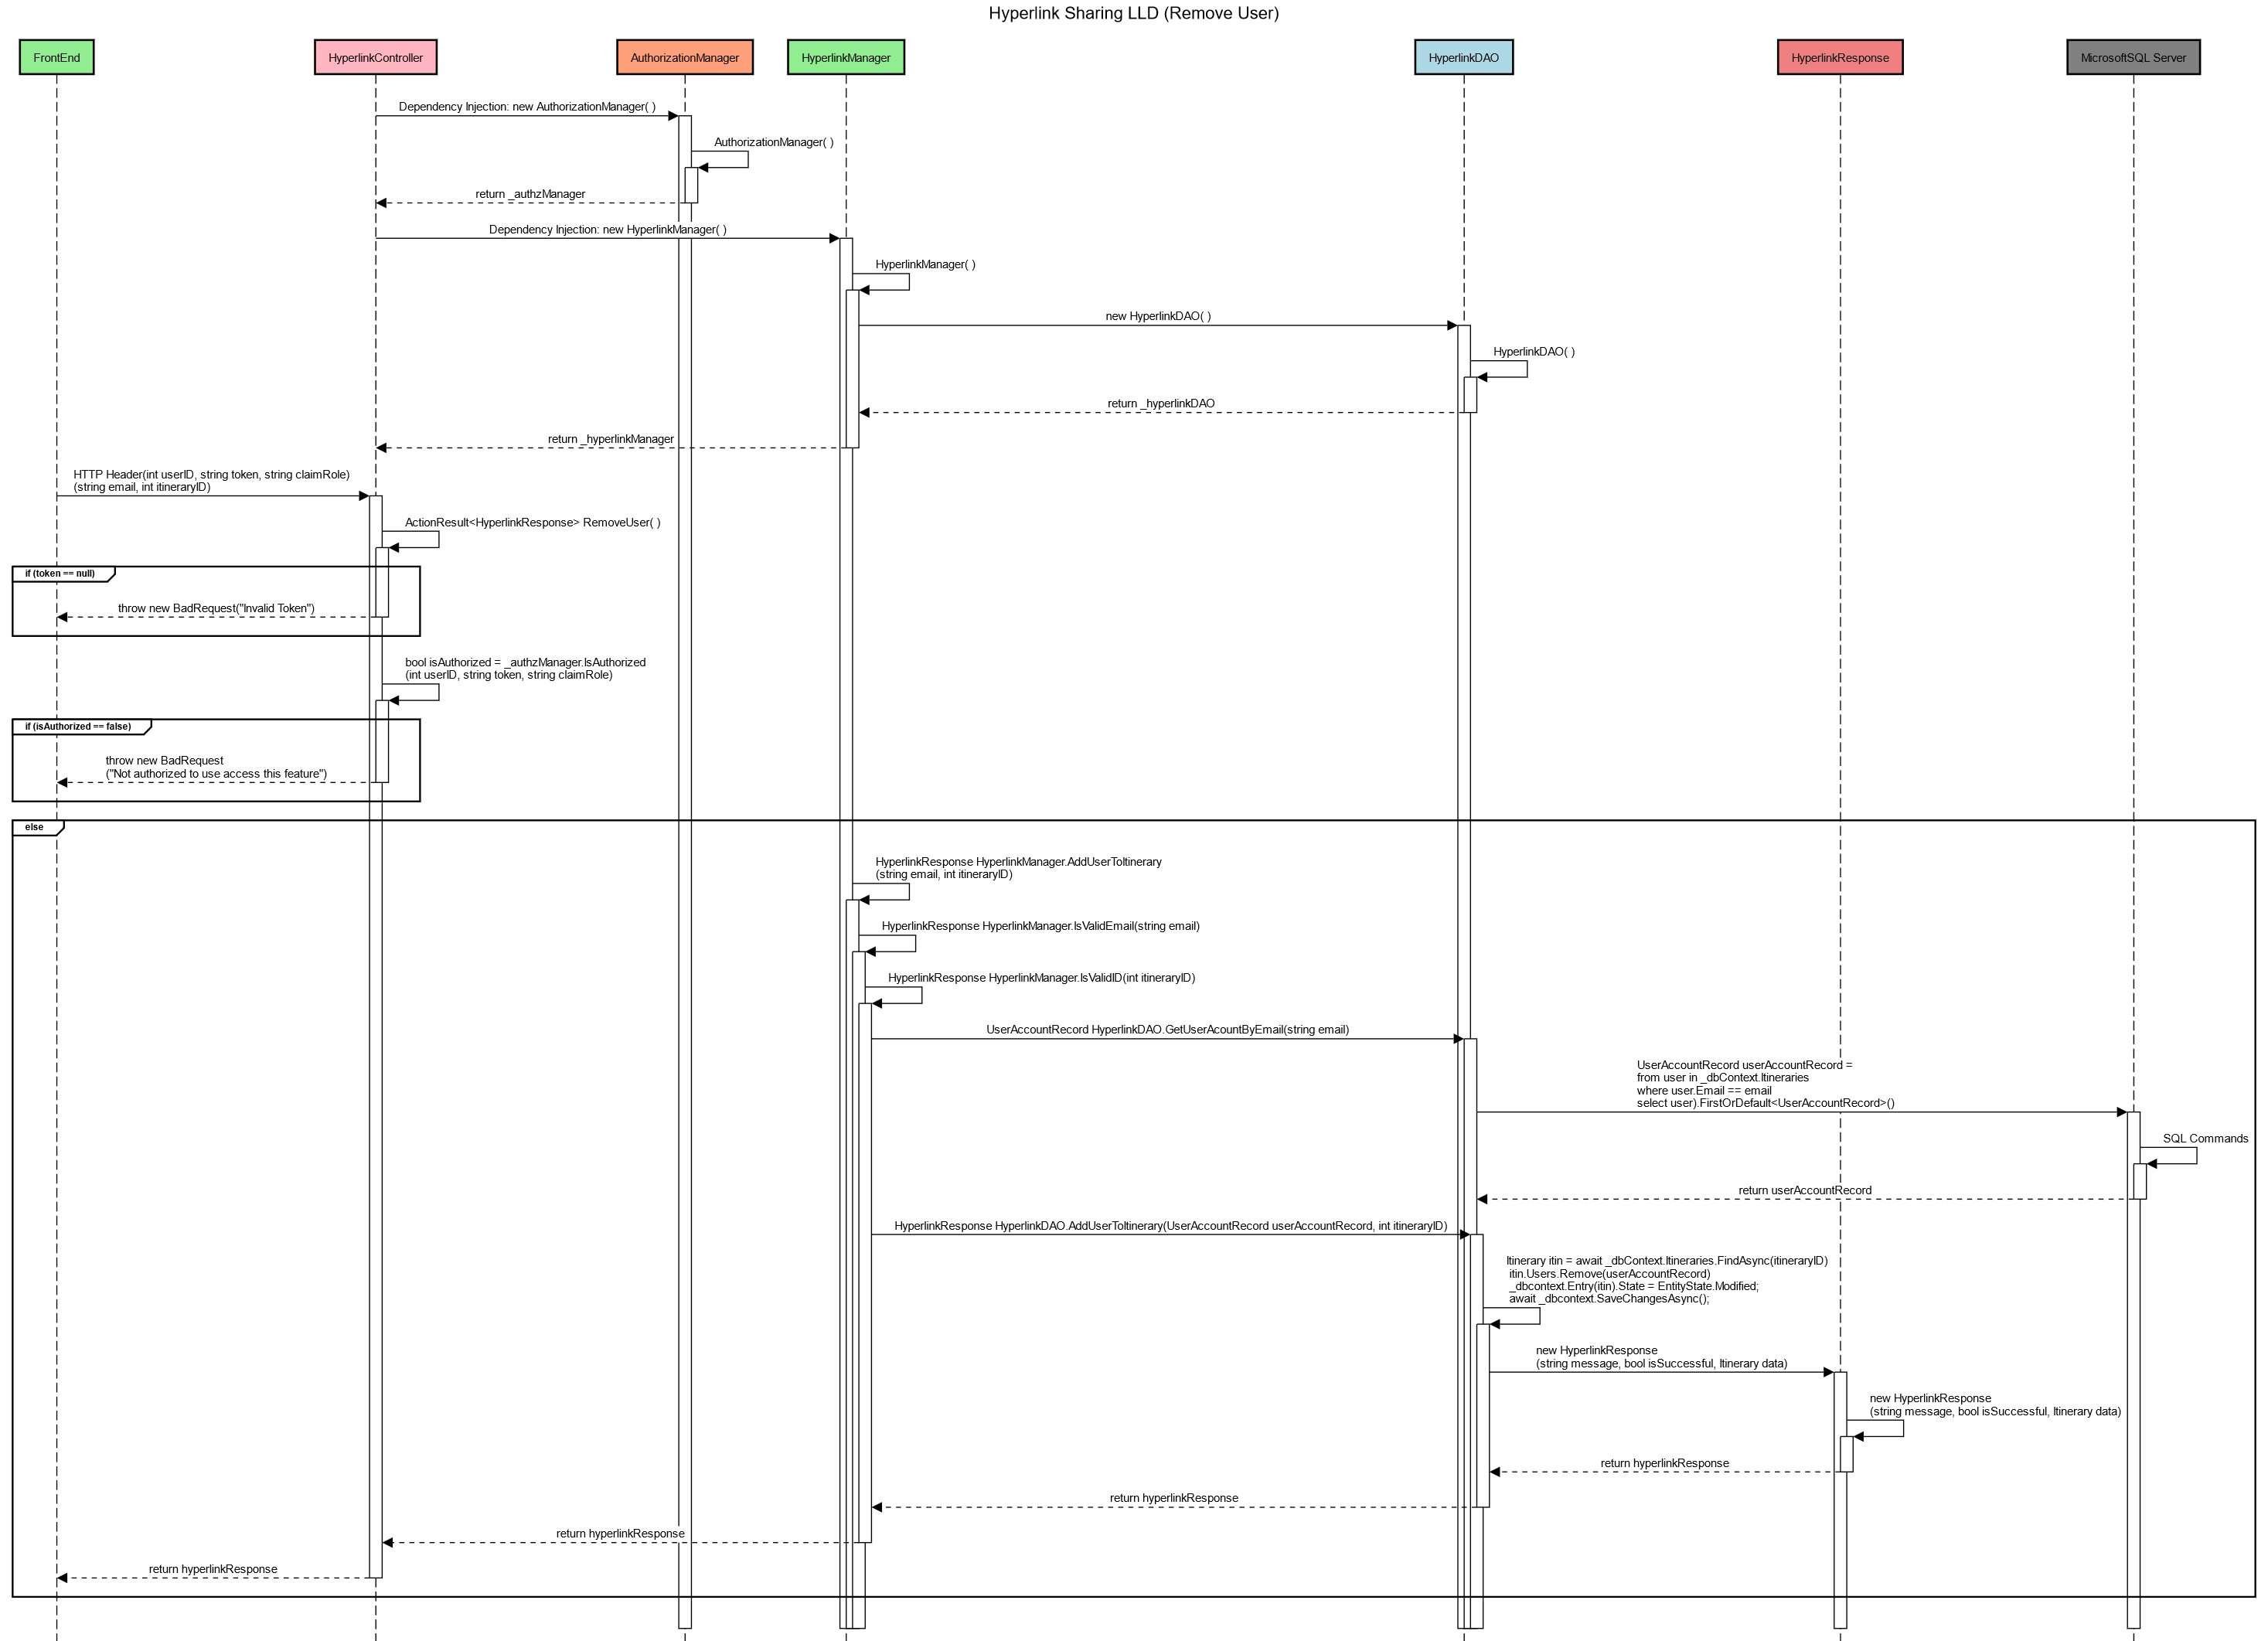 Hyperlink Sharing LLD (Remove User)
FrontEnd
HyperlinkController
AuthorizationManager
HyperlinkManager
HyperlinkDAO
HyperlinkResponse
MicrosoftSQL Server
Dependency Injection: new AuthorizationManager( )
AuthorizationManager( )
return _authzManager
Dependency Injection: new HyperlinkManager( )
HyperlinkManager( )
new HyperlinkDAO( )
HyperlinkDAO( )
return _hyperlinkDAO
return _hyperlinkManager
HTTP Header(int userID, string token, string claimRole)
(string email, int itineraryID)
ActionResult<HyperlinkResponse> RemoveUser( )
if (token == null)
throw new BadRequest("Invalid Token")
bool isAuthorized = _authzManager.IsAuthorized
(int userID, string token, string claimRole)
if (isAuthorized == false)
throw new BadRequest
("Not authorized to use access this feature")
else
HyperlinkResponse HyperlinkManager.AddUserToItinerary
(string email, int itineraryID)
HyperlinkResponse HyperlinkManager.IsValidEmail(string email)
HyperlinkResponse HyperlinkManager.IsValidID(int itineraryID)
UserAccountRecord HyperlinkDAO.GetUserAcountByEmail(string email)
UserAccountRecord userAccountRecord =
from user in _dbContext.Itineraries
where user.Email == email
select user).FirstOrDefault<UserAccountRecord>()
SQL Commands
return userAccountRecord
HyperlinkResponse HyperlinkDAO.AddUserToItinerary(UserAccountRecord userAccountRecord, int itineraryID)
Itinerary itin = await _dbContext.Itineraries.FindAsync(itineraryID)
itin.Users.Remove(userAccountRecord)
_dbcontext.Entry(itin).State = EntityState.Modified;
await _dbcontext.SaveChangesAsync();
new HyperlinkResponse
(string message, bool isSuccessful, Itinerary data)
new HyperlinkResponse
(string message, bool isSuccessful, Itinerary data)
return hyperlinkResponse
return hyperlinkResponse
return hyperlinkResponse
return hyperlinkResponse